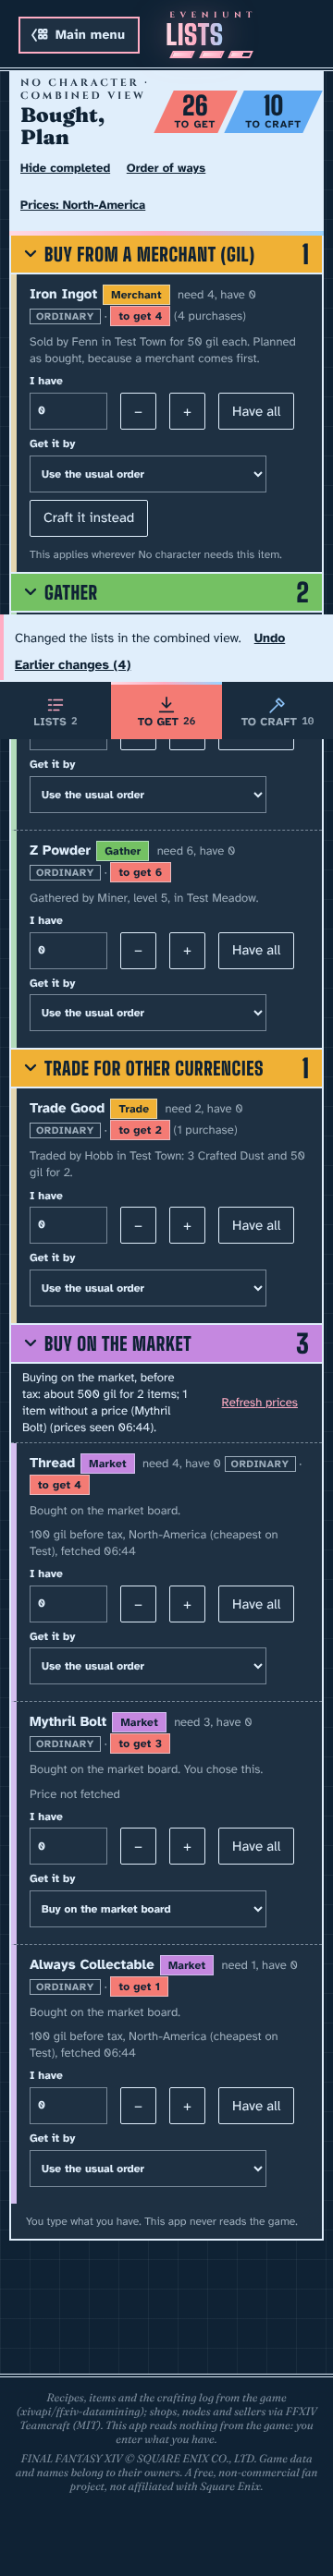 Main menu
EVENIUNT
LISTS
NO CHARACTER ·
COMBINED VIEW
Bought,
Plan
26
TO GET
10
TO CRAFT
Hide completed
Order of ways
Prices: North-America
BUY FROM A MERCHANT (GIL) 1
Iron Ingot Merchant need 4, have 0
ORDINARY · to get 4 (4 purchases)
Sold by Fenn in Test Town for 50 gil each. Planned
as bought, because a merchant comes first.
I have
0 − + Have all
Get it by
Use the usual order
Craft it instead
This applies wherever No character needs this item.
GATHER 2
Changed the lists in the combined view. Undo
Earlier changes (4)
LISTS 2
TO GET 26
TO CRAFT 10
Get it by
Use the usual order
Z Powder Gather need 6, have 0
ORDINARY · to get 6
Gathered by Miner, level 5, in Test Meadow.
I have
0 − + Have all
Get it by
Use the usual order
TRADE FOR OTHER CURRENCIES 1
Trade Good Trade need 2, have 0
ORDINARY · to get 2 (1 purchase)
Traded by Hobb in Test Town: 3 Crafted Dust and 50
gil for 2.
I have
0 − + Have all
Get it by
Use the usual order
BUY ON THE MARKET 3
Buying on the market, before
tax: about 500 gil for 2 items; 1
item without a price (Mythril
Bolt) (prices seen 06:44).
Refresh prices
Thread Market need 4, have 0 ORDINARY ·
to get 4
Bought on the market board.
100 gil before tax, North-America (cheapest on
Test), fetched 06:44
I have
0 − + Have all
Get it by
Use the usual order
Mythril Bolt Market need 3, have 0
ORDINARY · to get 3
Bought on the market board. You chose this.
Price not fetched
I have
0 − + Have all
Get it by
Buy on the market board
Always Collectable Market need 1, have 0
ORDINARY · to get 1
Bought on the market board.
100 gil before tax, North-America (cheapest on
Test), fetched 06:44
I have
0 − + Have all
Get it by
Use the usual order
You type what you have. This app never reads the game.
Recipes, items and the crafting log from the game
(xivapi/ffxiv-datamining); shops, nodes and sellers via FFXIV
Teamcraft (MIT). This app reads nothing from the game: you
enter what you have.
FINAL FANTASY XIV © SQUARE ENIX CO., LTD. Game data
and names belong to their owners. A free, non-commercial fan
project, not affiliated with Square Enix.